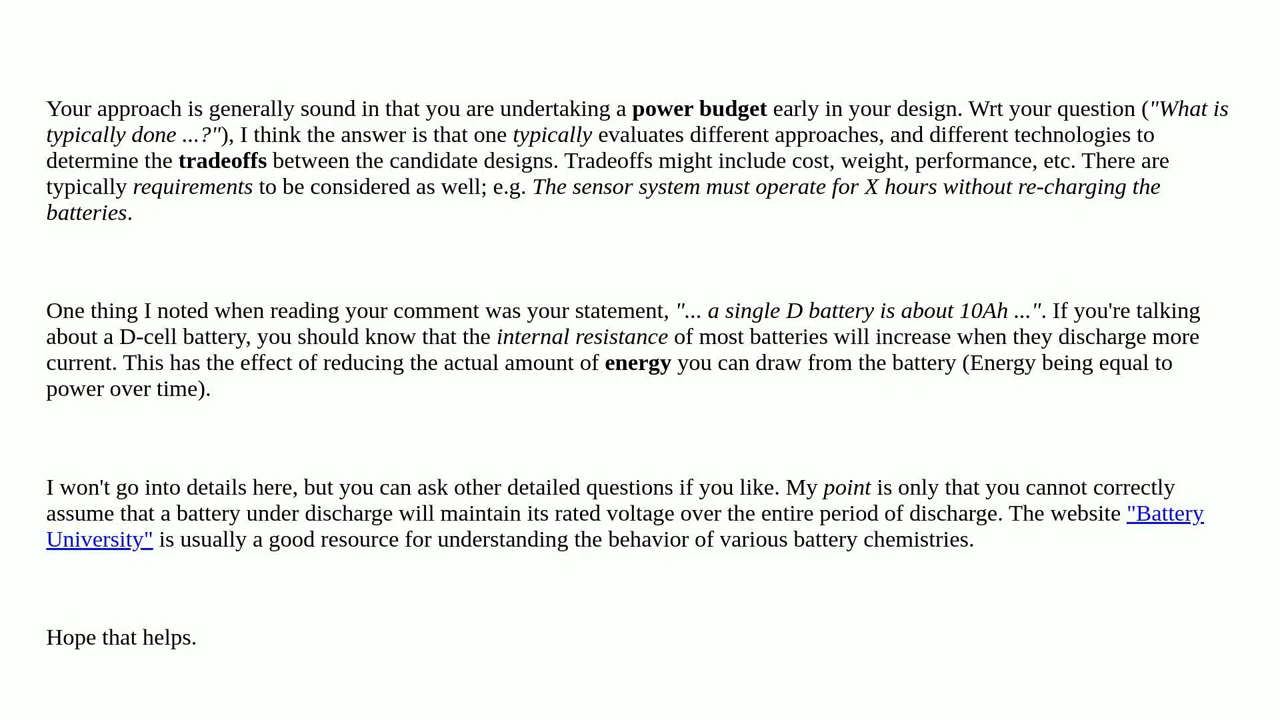 Your approach is generally sound in that you are undertaking a power budget early in your design. Wrt your question ("What is
typically done ...?"), I think the answer is that one typically evaluates different approaches, and different technologies to
determine the tradeoffs between the candidate designs. Tradeoffs might include cost, weight, performance, etc. There are
typically requirements to be considered as well; e.g. The sensor system must operate for X hours without re-charging the
batteries.
One thing I noted when reading your comment was your statement, "... a single D battery is about 10Ah ...". If you're talking
about a D-cell battery, you should know that the internal resistance of most batteries will increase when they discharge more
current. This has the effect of reducing the actual amount of energy you can draw from the battery (Energy being equal to
power over time).
I won't go into details here, but you can ask other detailed questions if you like. My point is only that you cannot correctly
assume that a battery under discharge will maintain its rated voltage over the entire period of discharge. The website "Battery
University" is usually a good resource for understanding the behavior of various battery chemistries.
Hope that helps.